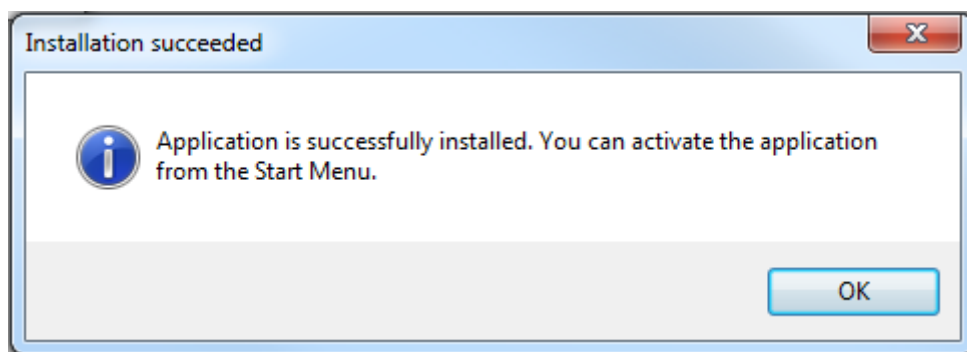 Installation succeeded
Application is successfully installed. You can activate the application
from the Start Menu.
OK